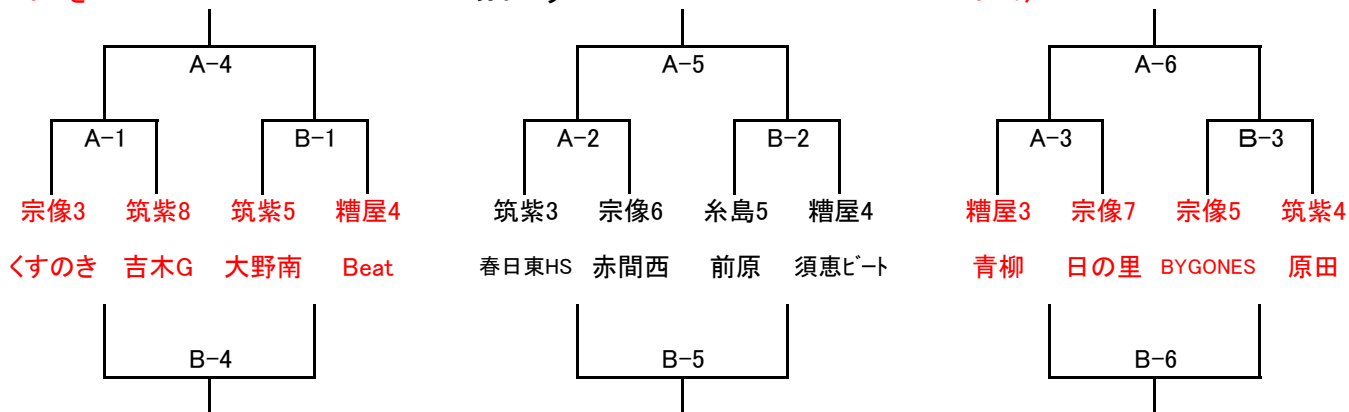 A-4 A-5 A-6
A-1 B-1 A-2 B-2 A-3 B-3
宗像3 筑紫8 筑紫5 糟屋4 筑紫3 宗像6 糸島5 糟屋4 糟屋3 宗像7 宗像5 筑紫4
くすのき 吉木G 大野南 Beat 春日東HS 赤間西 前原 須恵ﾋﾞｰﾄ 青柳 日の里 BYGONES 原田
B-4 B-5 B-6